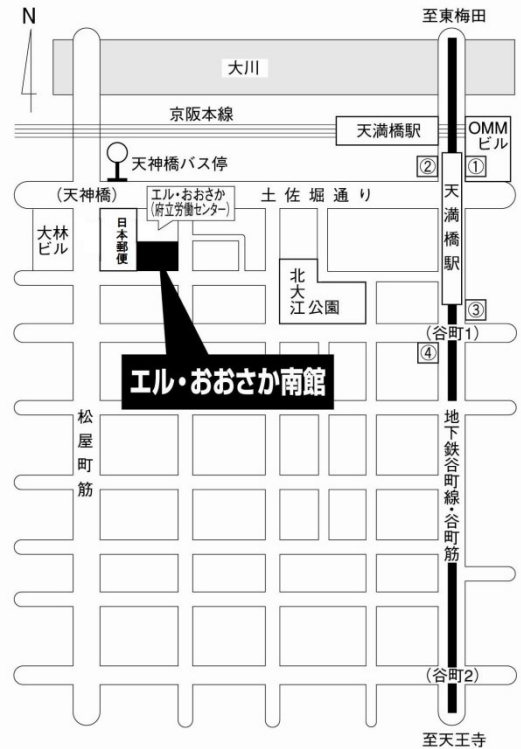 N
至東梅田
大川
京阪本線
天満橋駅
OMM
ビル
天神橋バス停
②
①
(天神橋)
エル・おおさか
(府立労働センター)
土佐堀通り
天満橋駅
大林
ビル
日本郵便
北大江公園
③
(谷町1)
④
エル・おおさか南館
松屋町筋
地下鉄谷町線・谷町筋
(谷町2)
至天王寺